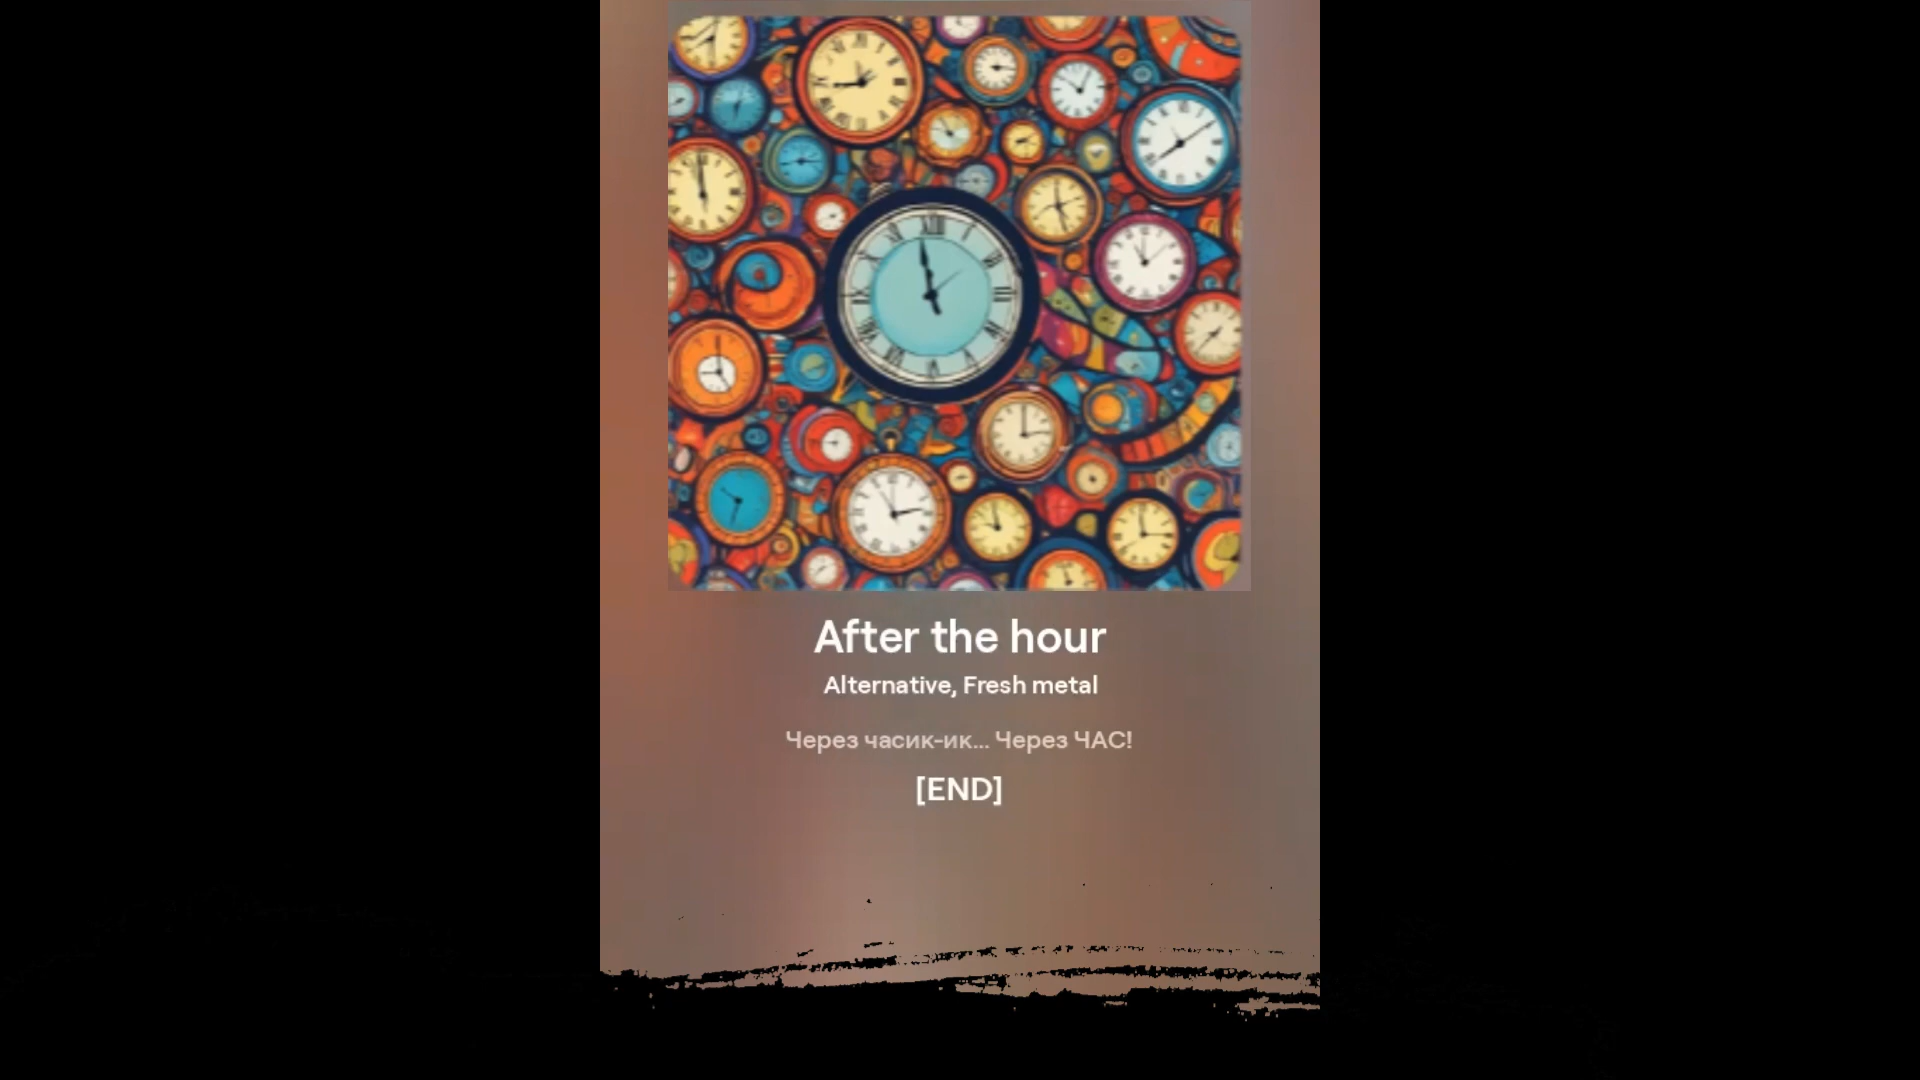 After the hour
Alternative, Fresh metal
Через часик-ик... Через ЧАС!
[END]